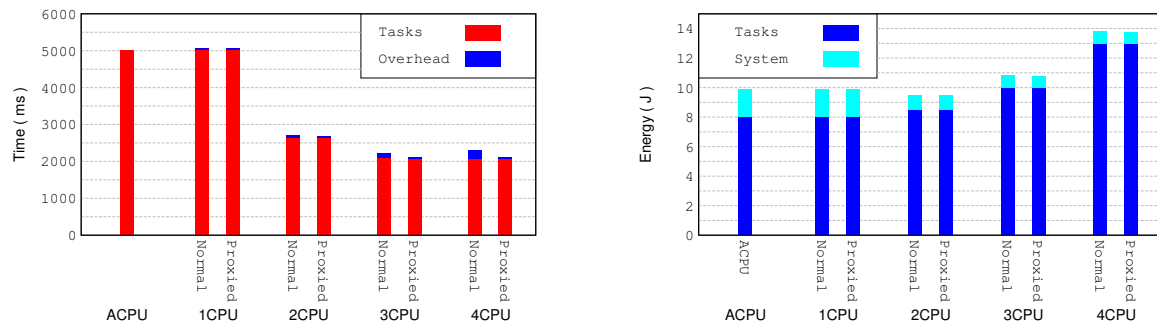 6000
5000
4000
3000
2000
1000
0
Time ( ms )
Tasks
Overhead
Normal
Proxied
Normal
Proxied
Normal
Proxied
Normal
Proxied
ACPU
1CPU
2CPU
3CPU
4CPU
14
12
10
8
6
4
2
0
Energy ( J )
Tasks
System
ACPU
Normal
Proxied
Normal
Proxied
Normal
Proxied
Normal
Proxied
ACPU
1CPU
2CPU
3CPU
4CPU